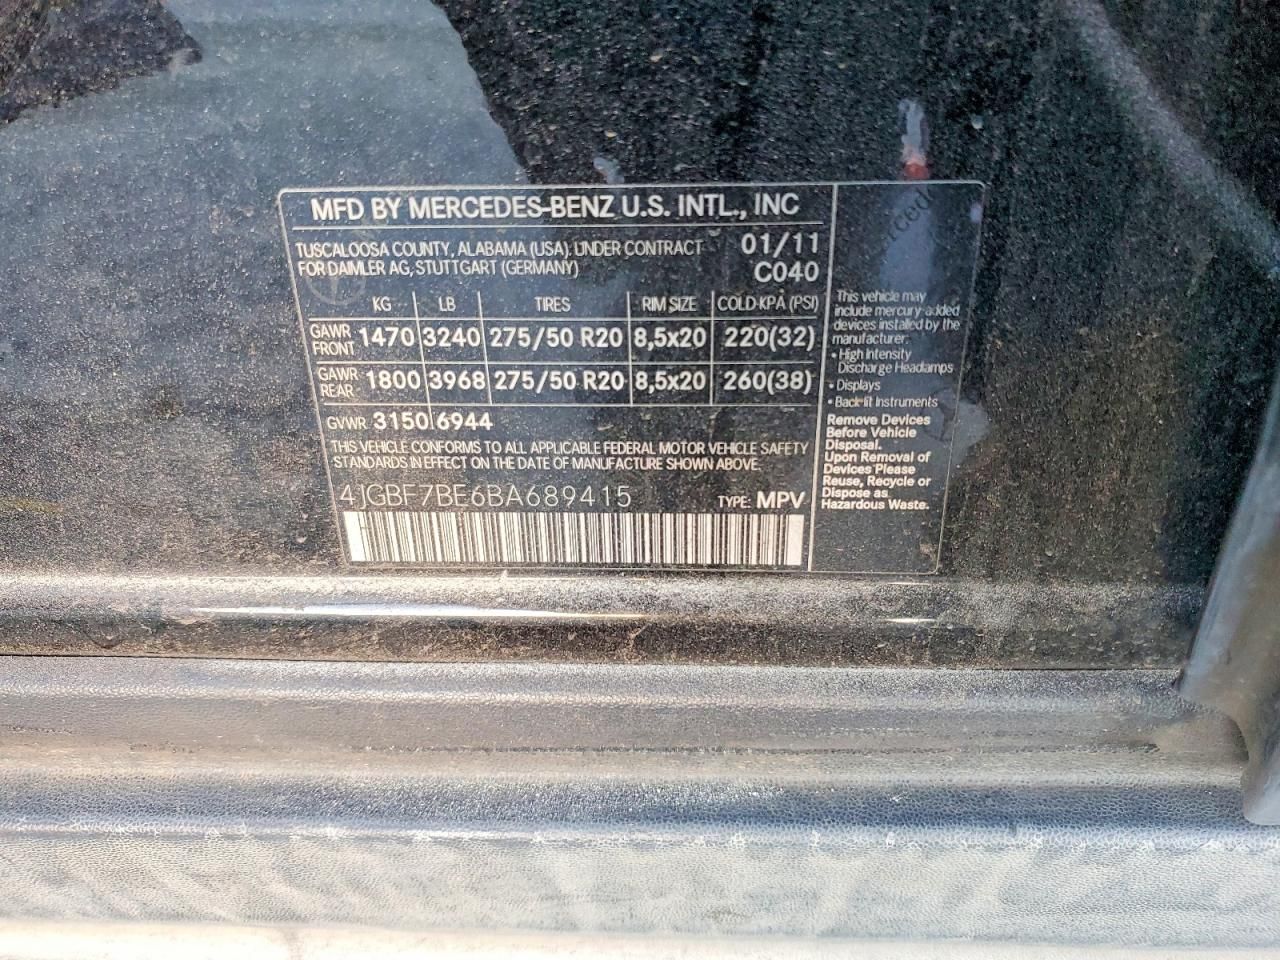 MFD BY MERCEDES-BENZ U.S. INTL., INC
TUSCALOOSA COUNTY, ALABAMA (USA). UNDER CONTRACT 01/11
FOR DAIMLER AG, STUTTGART (GERMANY) C040
KG LB TIRES RIM SIZE COLD-KPA (PSI)
GAWR FRONT 1470 3240 275/50 R20 8,5x20 220(32)
GAWR REAR 1800 3968 275/50 R20 8,5x20 260(38)
GVWR 3150 6944
THIS VEHICLE CONFORMS TO ALL APPLICABLE FEDERAL MOTOR VEHICLE SAFETY
STANDARDS IN EFFECT ON THE DATE OF MANUFACTURE SHOWN ABOVE.
4JGBF7BE6BA689415 TYPE: MPV
This vehicle may
include mercury-added
devices installed by the
manufacturer:
• High Intensity
Discharge Headlamps
• Displays
• Back-lit Instruments
Remove Devices
Before Vehicle
Disposal.
Upon Removal of
Devices Please
Reuse, Recycle or
Dispose as
Hazardous Waste.